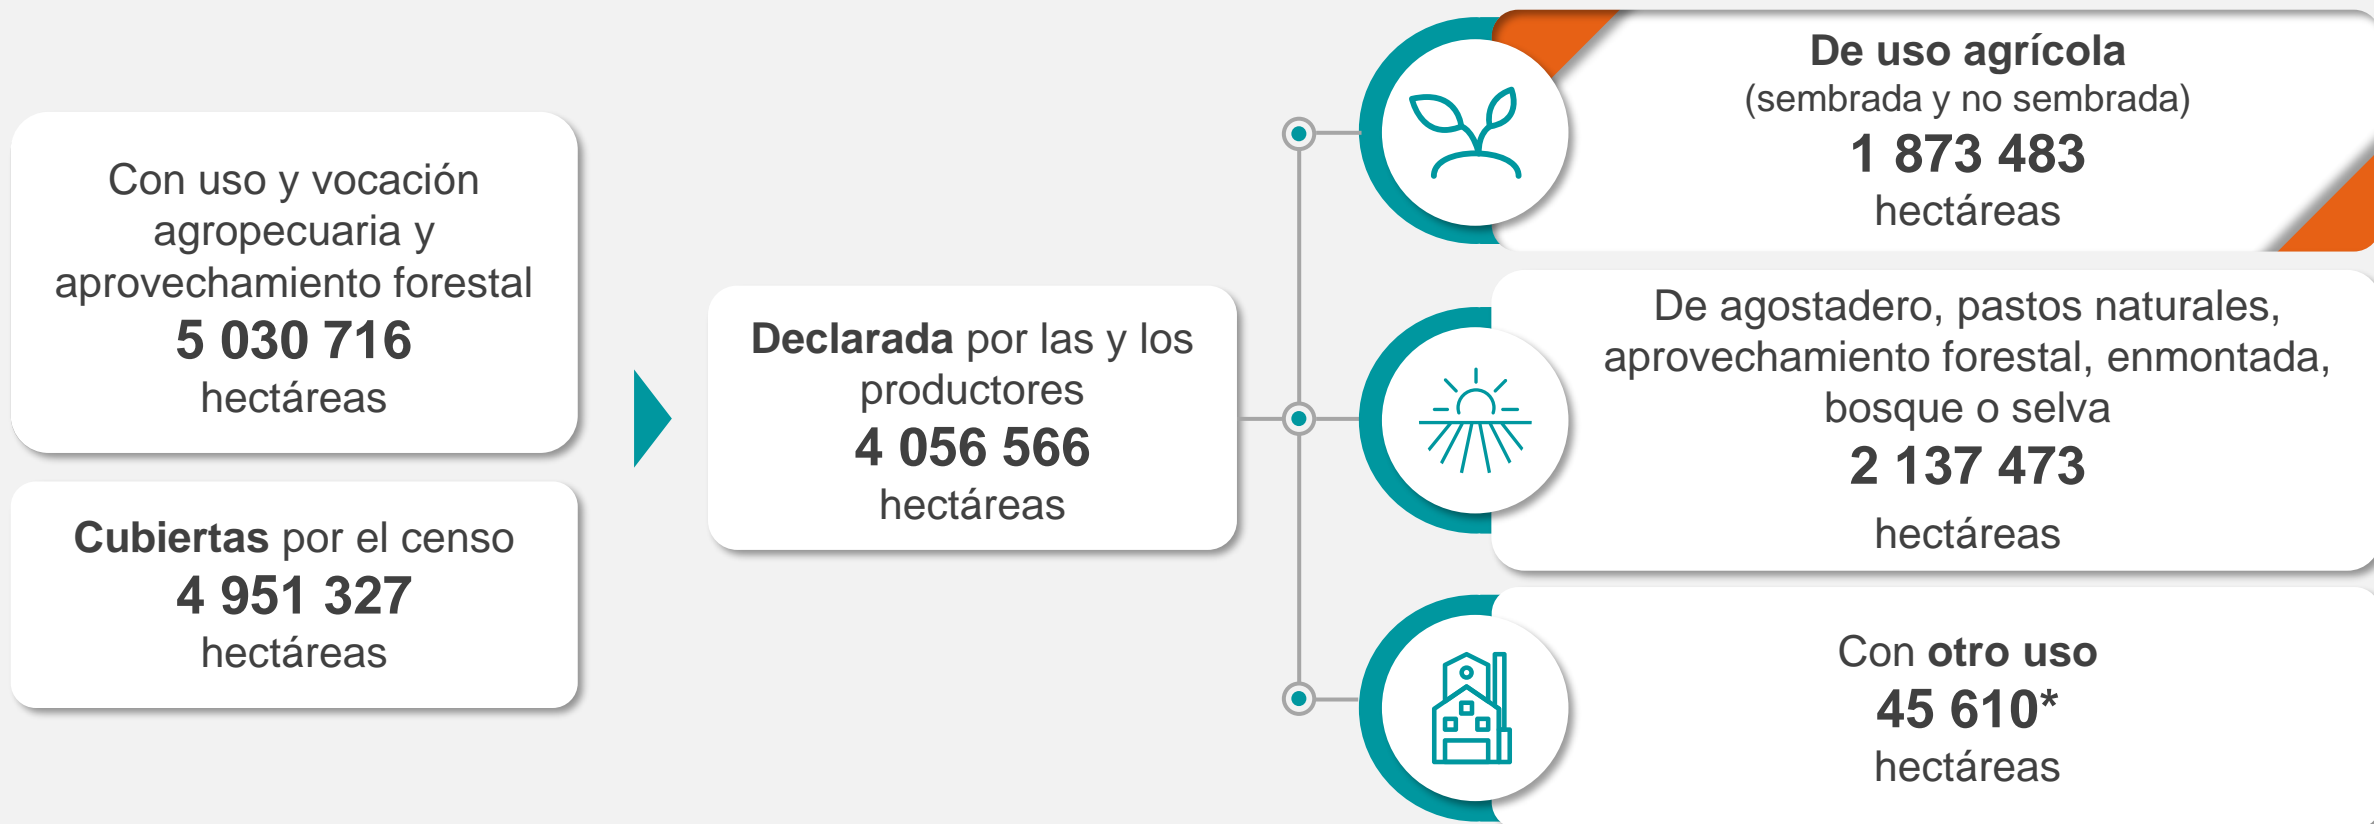 Con uso y vocación
agropecuaria y
aprovechamiento forestal
5 030 716
hectáreas
Cubiertas por el censo
4 951 327
hectáreas
Declarada por las y los
productores
4 056 566
hectáreas
De uso agrícola
(sembrada y no sembrada)
1 873 483
hectáreas
De agostadero, pastos naturales,
aprovechamiento forestal, enmontada,
bosque o selva
2 137 473
hectáreas
Con otro uso
45 610*
hectáreas